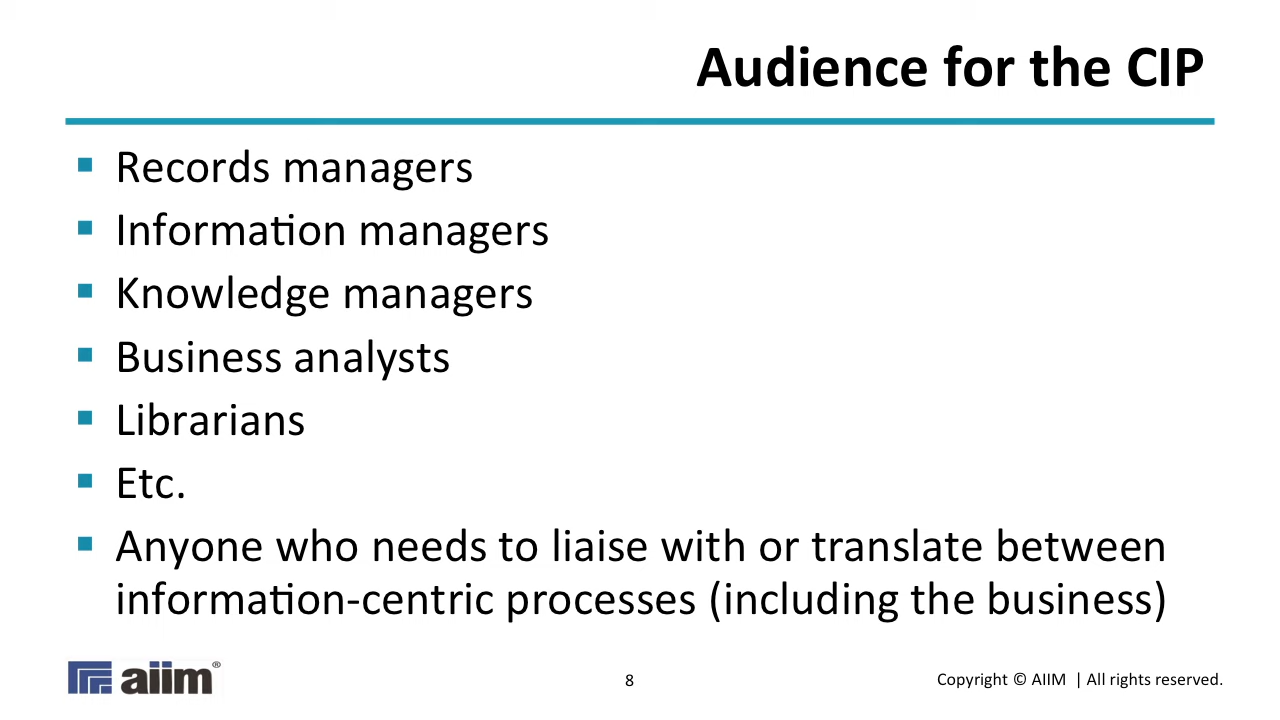 Audience for the CIP
▪ Records managers
▪ Information managers
▪ Knowledge managers
▪ Business analysts
▪ Librarians
▪ Etc.
▪ Anyone who needs to liaise with or translate between
information-centric processes (including the business)
aiim®
8
Copyright © AIIM | All rights reserved.